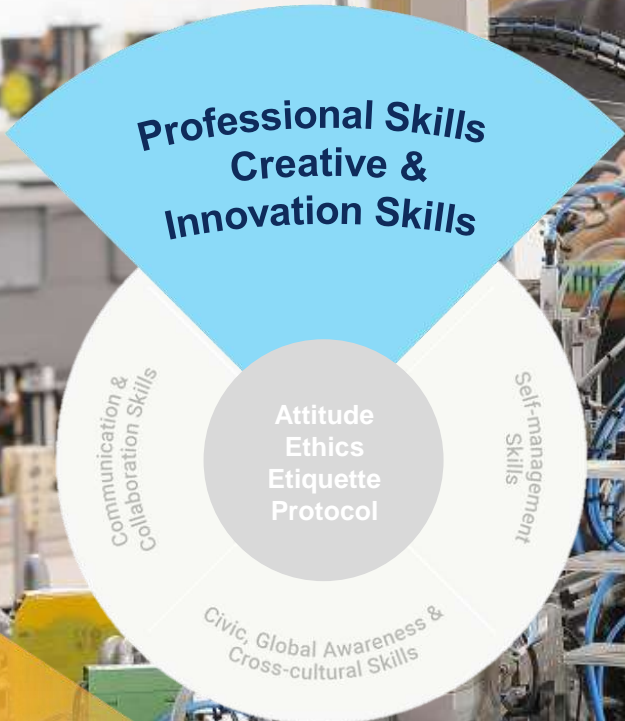 Professional Skills
Creative &
Innovation Skills
Communication &
Collaboration Skills
Attitude
Ethics
Etiquette
Protocol
Self-management
Skills
Civic, Global Awareness &
Cross-cultural Skills